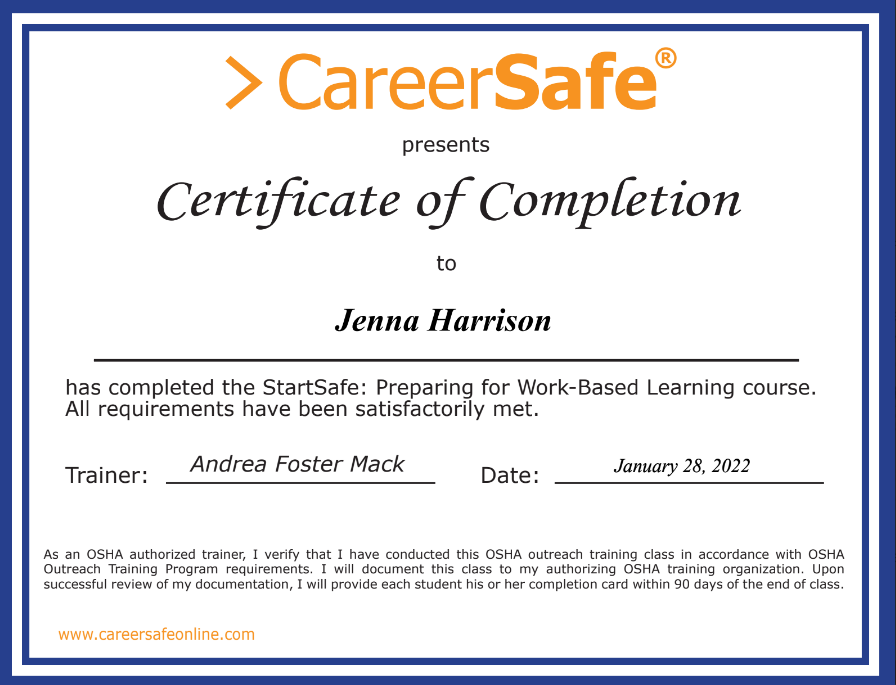 > CareerSafe®
presents
Certificate of Completion
to
Jenna Harrison
has completed the StartSafe: Preparing for Work-Based Learning course.
All requirements have been satisfactorily met.
Trainer: Andrea Foster Mack Date: January 28, 2022
As an OSHA authorized trainer, I verify that I have conducted this OSHA outreach training class in accordance with OSHA
Outreach Training Program requirements. I will document this class to my authorizing OSHA training organization. Upon
successful review of my documentation, I will provide each student his or her completion card within 90 days of the end of class.
www.careersafeonline.com